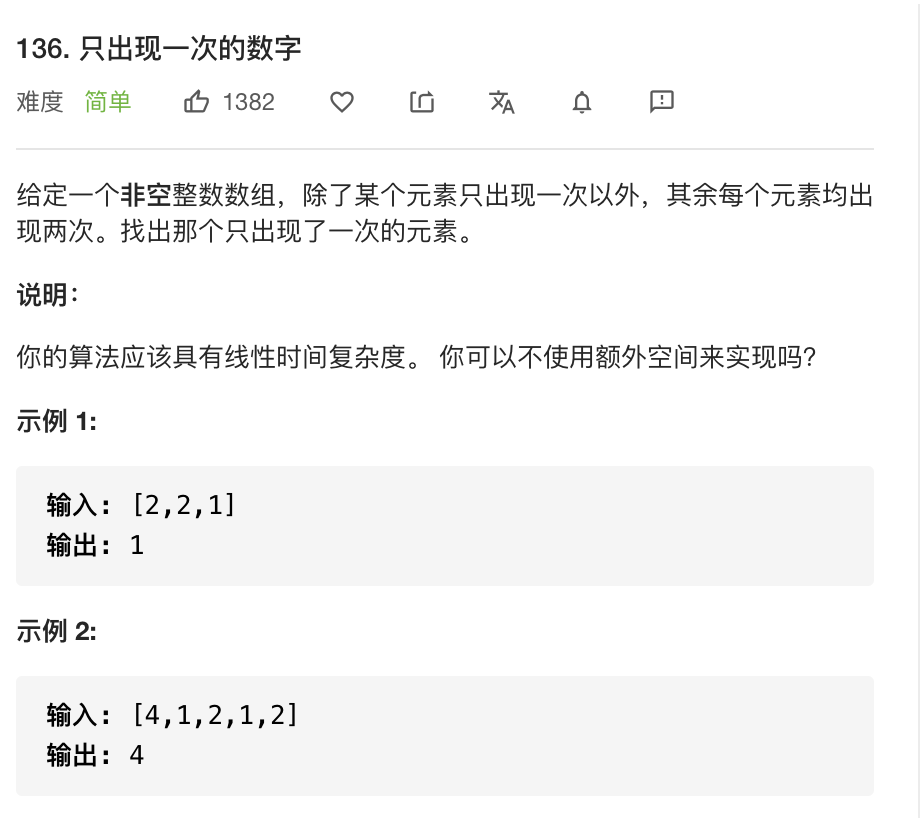 136. 只出现一次的数字
难度 简单 1382
给定一个非空整数数组，除了某个元素只出现一次以外，其余每个元素均出
现两次。找出那个只出现了一次的元素。
说明：
你的算法应该具有线性时间复杂度。 你可以不使用额外空间来实现吗？
示例 1:
输入: [2,2,1]
输出: 1
示例 2:
输入: [4,1,2,1,2]
输出: 4